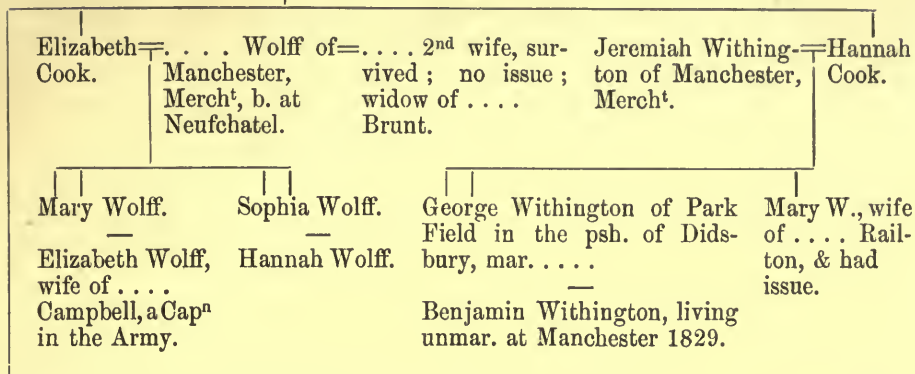 Elizabeth=. . . . Wolff of=. . . . 2nd wife, sur-
Cook. Manchester,
Mercht, b. at
Neufchatel.
vived ; no issue ;
widow of . . . .
Brunt.
Jeremiah Withing-=Hannah
ton of Manchester, Cook.
Mercht.
Mary Wolff.
—
Elizabeth Wolff,
wife of . . . .
Campbell, a Capn
in the Army.
Sophia Wolff.
—
Hannah Wolff.
George Withington of Park
Field in the psh. of Dids-
bury, mar. . . . .
—
Benjamin Withington, living
unmar. at Manchester 1829.
Mary W., wife
of . . . . Rail-
ton, & had
issue.